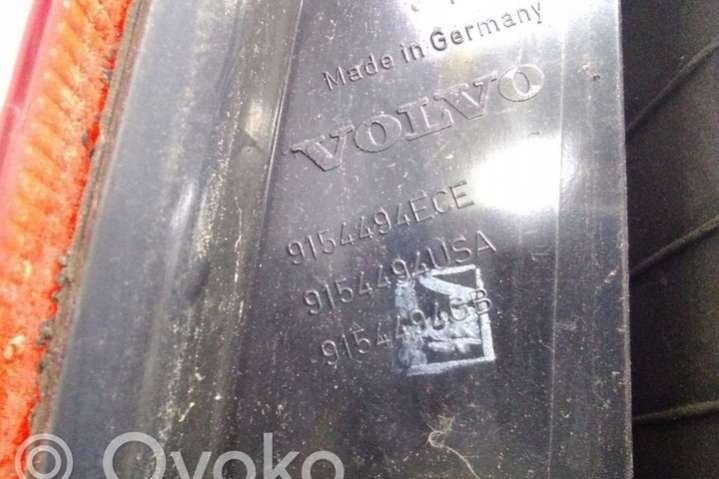 Made in Germany
VOLVO
9154494ECE
9154494USA
9154494GB
Ovoko